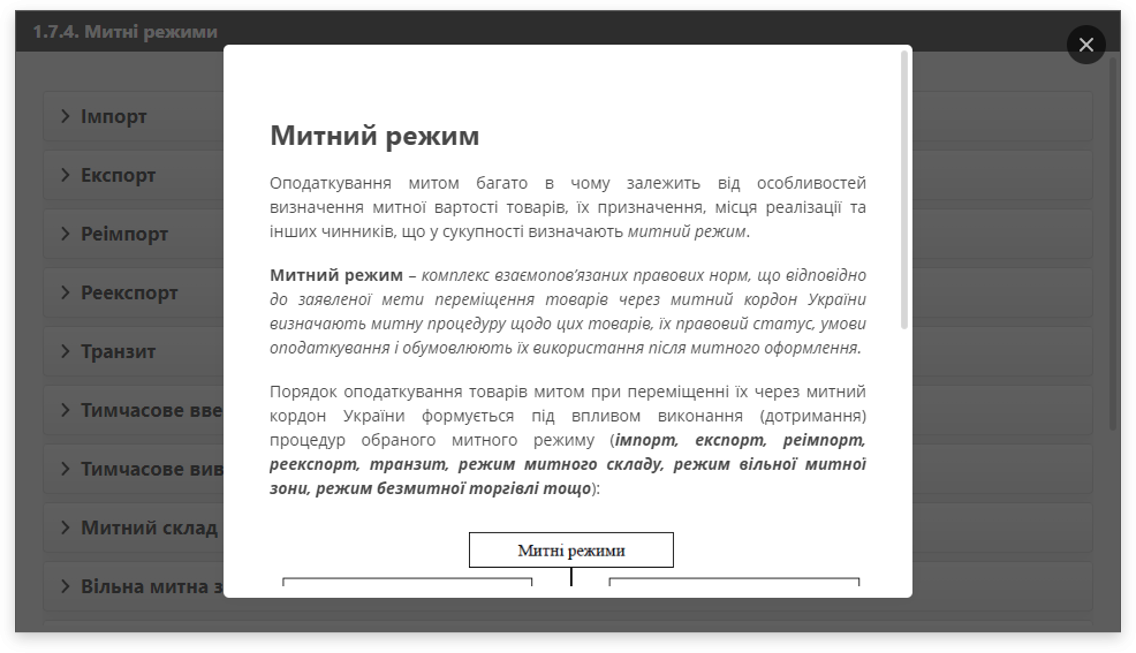 1.7.4. Митні режими
Імпорт
Експорт
Реімпорт
Реекспорт
Транзит
Тимчасове вве
Тимчасове вив
Митний склад
Вільна митна з
Митний режим
Оподаткування митом багато в чому залежить від особливостей
визначення митної вартості товарів, їх призначення, місця реалізації та
інших чинників, що у сукупності визначають митний режим.
Митний режим – комплекс взаємопов’язаних правових норм, що відповідно
до заявленої мети переміщення товарів через митний кордон України
визначають митну процедуру щодо цих товарів, їх правовий статус, умови
оподаткування і обумовлюють їх використання після митного оформлення.
Порядок оподаткування товарів митом при переміщенні їх через митний
кордон України формується під впливом виконання (дотримання)
процедур обраного митного режиму (імпорт, експорт, реімпорт,
реекспорт, транзит, режим митного складу, режим вільної митної
зони, режим безмитної торгівлі тощо):
Митні режими